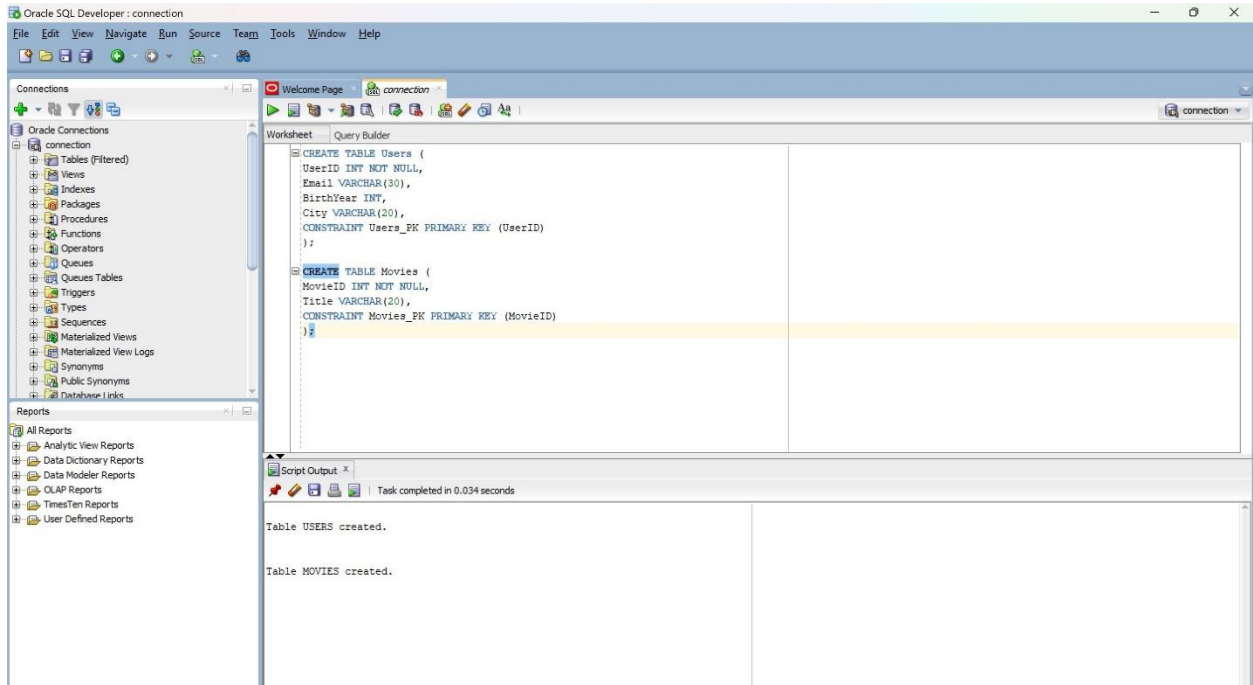 Oracle SQL Developer : connection
File Edit View Navigate Run Source Team Tools Window Help
Connections
Oracle Connections
connection
Tables (Filtered)
Views
Indexes
Packages
Procedures
Functions
Operators
Queues
Queues Tables
Triggers
Types
Sequences
Materialized Views
Materialized View Logs
Synonyms
Public Synonyms
Database Links
Reports
All Reports
Analytic View Reports
Data Dictionary Reports
Data Modeler Reports
OLAP Reports
TimesTen Reports
User Defined Reports
Welcome Page connection
connection
Worksheet Query Builder
CREATE TABLE Users (
UserID INT NOT NULL,
Email VARCHAR(30),
BirthYear INT,
City VARCHAR(20),
CONSTRAINT Users_PK PRIMARY KEY (UserID)
);
CREATE TABLE Movies (
MovieID INT NOT NULL,
Title VARCHAR(20),
CONSTRAINT Movies_PK PRIMARY KEY (MovieID)
);
Script Output
Task completed in 0.034 seconds
Table USERS created.
Table MOVIES created.